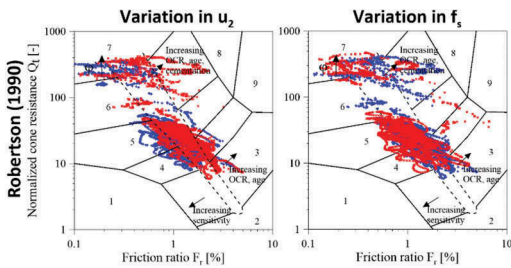 Variation in u2
Variation in fs
Robertson (1990)
Normalized cone resistance Qt [-]
1000
100
10
1
7
8
9
6
5
4
3
1
2
Increasing
OCR, age,
cementation
Increasing
OCR, age
Increasing
sensitivity
0.1
1
10
Friction ratio Fr [%]
1000
100
10
1
7
8
9
6
5
4
3
1
2
Increasing
OCR, age,
cementation
Increasing
OCR, age
Increasing
sensitivity
0.1
1
10
Friction ratio Fr [%]